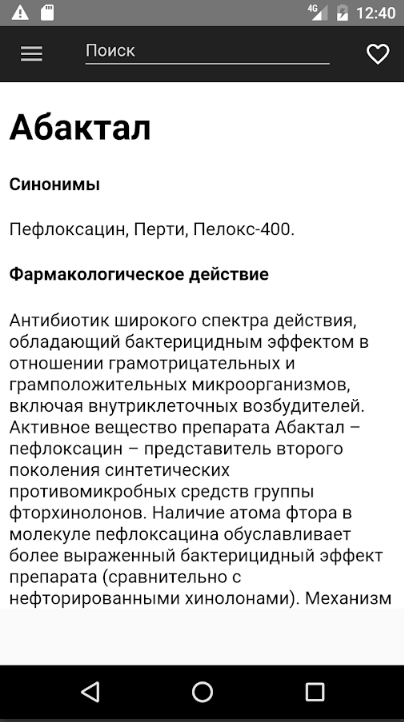 4G 12:40
Поиск
Абактал
Синонимы
Пефлоксацин, Перти, Пелокс-400.
Фармакологическое действие
Антибиотик широкого спектра действия,
обладающий бактерицидным эффектом в
отношении грамотрицательных и
грамположительных микроорганизмов,
включая внутриклеточных возбудителей.
Активное вещество препарата Абактал –
пефлоксацин – представитель второго
поколения синтетических
противомикробных средств группы
фторхинолонов. Наличие атома фтора в
молекуле пефлоксацина обуславливает
более выраженный бактерицидный эффект
препарата (сравнительно с
нефторированными хинолонами). Механизм